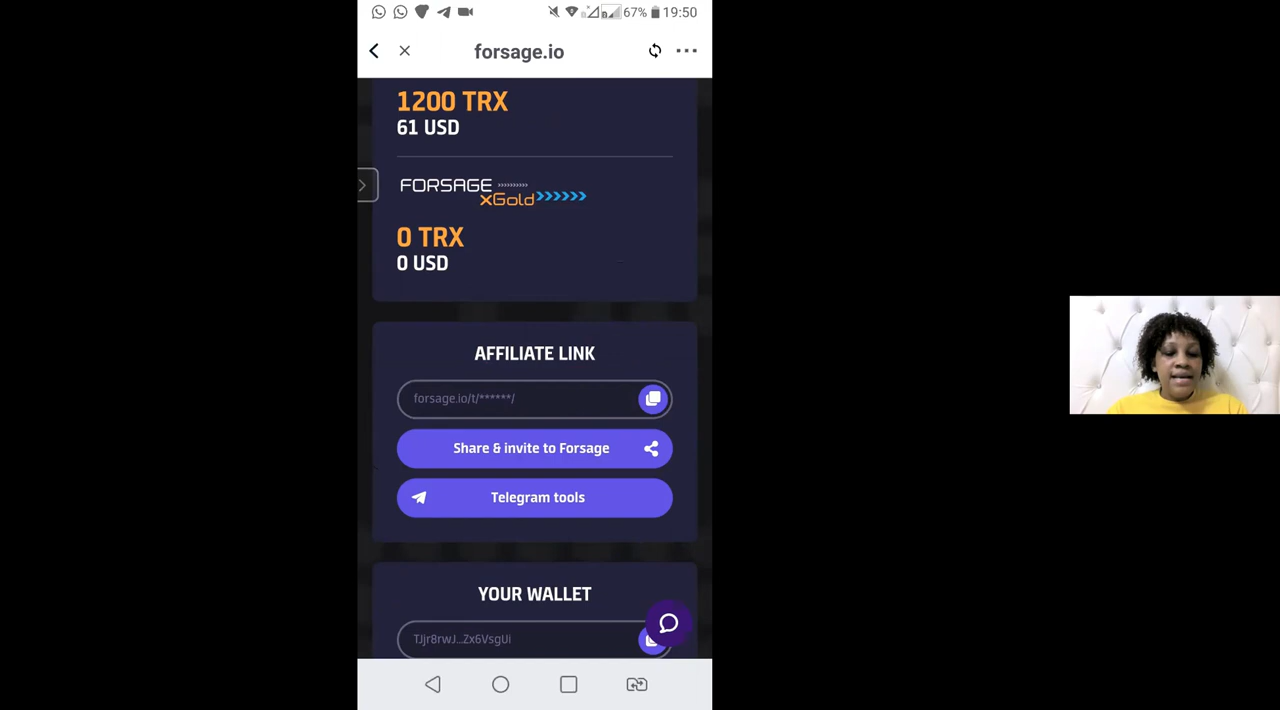 67% 19:50
forsage.io
1200 TRX
61 USD
FORSAGE
xGold
0 TRX
0 USD
AFFILIATE LINK
forsage.io/t/******/
Share & invite to Forsage
Telegram tools
YOUR WALLET
TJjr8rwJ...Zx6VsgUi